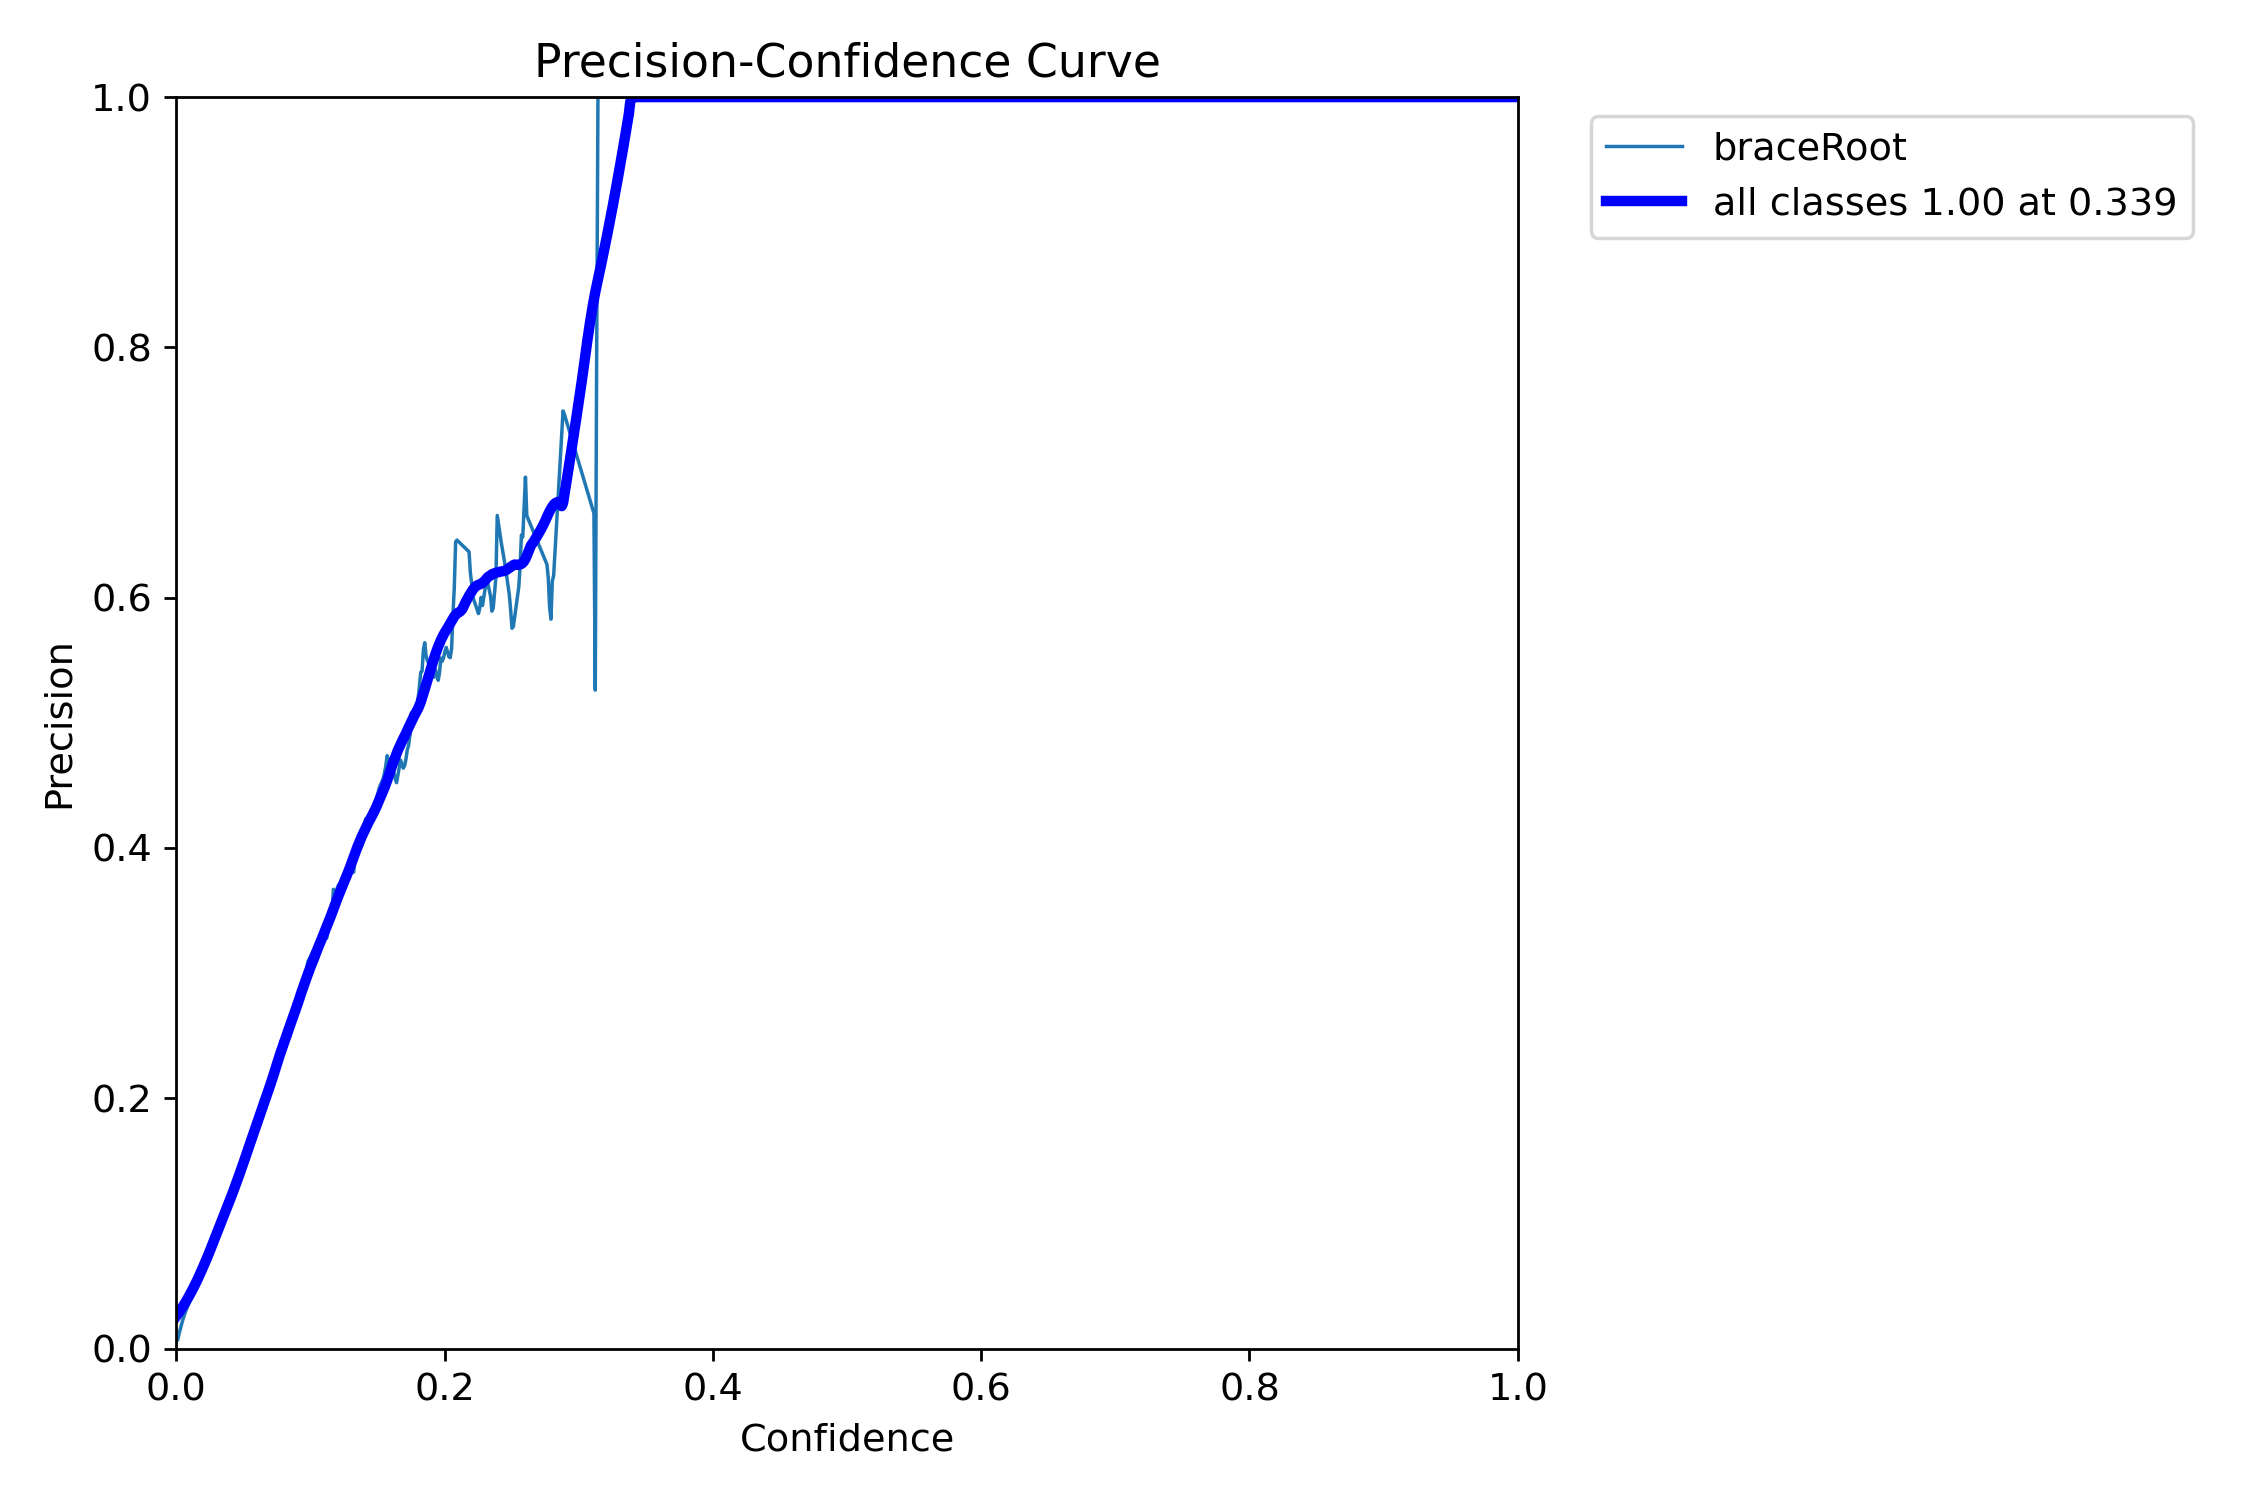 Precision-Confidence Curve
1.0
0.8
0.6
0.4
0.2
0.0
Precision
0.0 0.2 0.4 0.6 0.8 1.0
Confidence
braceRoot
all classes 1.00 at 0.339